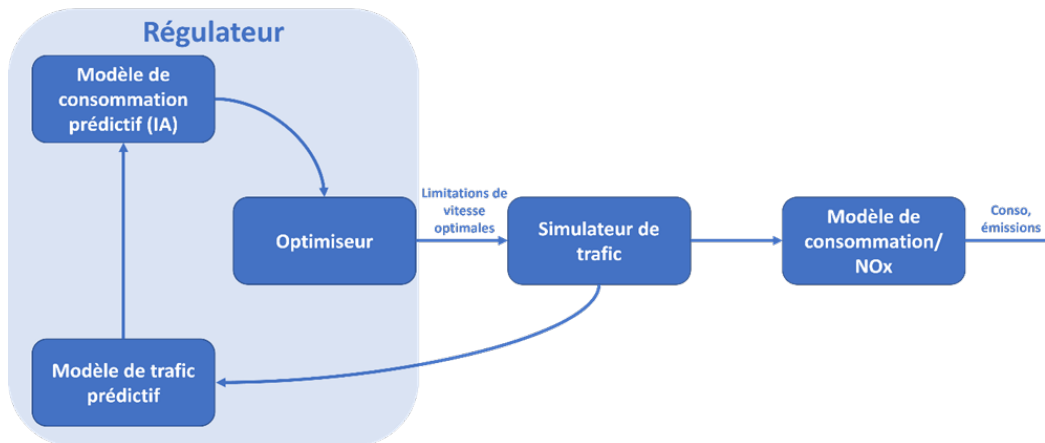 Régulateur
Modèle de
consommation
prédictif (IA)
Optimiseur
Modèle de trafic
prédictif
Limitations de
vitesse
optimales
Simulateur de
trafic
Modèle de
consommation/
NOx
Conso,
émissions